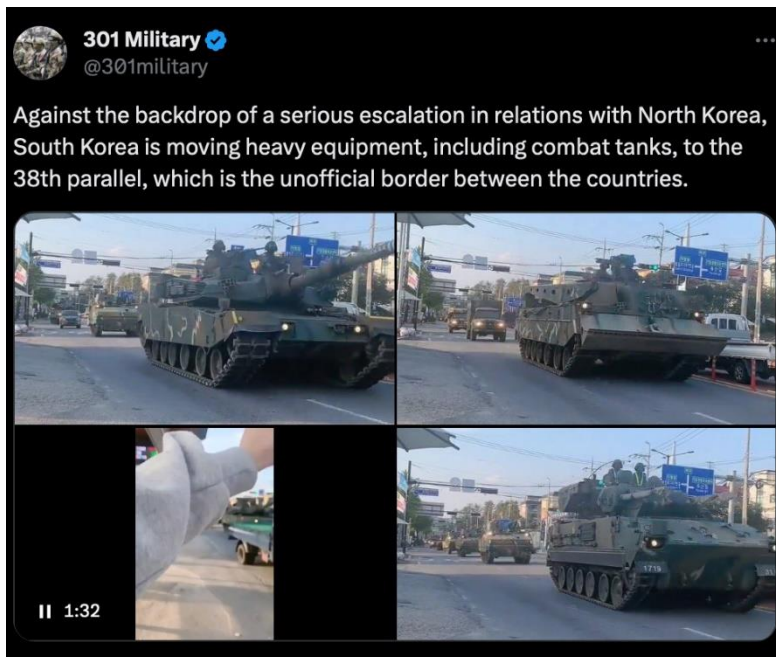 301 Military
@301military
Against the backdrop of a serious escalation in relations with North Korea,
South Korea is moving heavy equipment, including combat tanks, to the
38th parallel, which is the unofficial border between the countries.
1:32